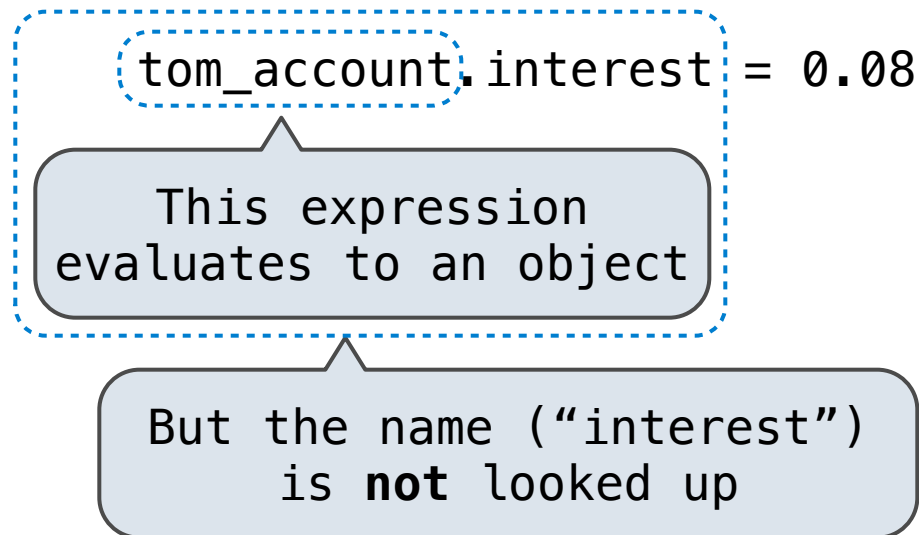 tom_account.interest = 0.08
This expression
evaluates to an object
But the name (“interest”)
is not looked up